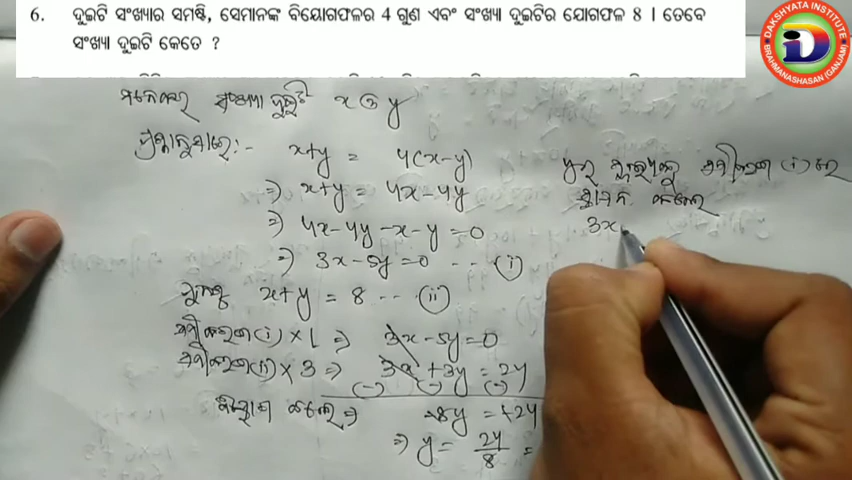 6. ଦୁଇଟି ସଂଖ୍ୟାର ସମଷ୍ଟି, ସେମାନଙ୍କ ବିୟୋଗଫଳର 4 ଗୁଣ ଏବଂ ସଂଖ୍ୟା ଦୁଇଟିର ଯୋଗଫଳ 8 । ତେବେ
ସଂଖ୍ୟା ଦୁଇଟି କେତେ ?
DAKSHYATA INSTITUTE
BRAHMANASHASAN (GANJAM)
ମନେକର ସଂଖ୍ୟା ଦୁଇଟି x ଓ y
ପ୍ରଶ୍ନାନୁସାରେ:- x+y = 4(x-y)
⇒ x+y = 4x-4y
⇒ 4x-4y-x-y=0
⇒ 3x-5y=0 -- (i)
ପୁନଶ୍ଚ x+y = 8 -- (ii)
ସମୀକରଣ(i) × 1 ⇒ 3x-5y=0
ସମୀକରଣ(ii) × 3 ⇒ 3x+3y=24
(-) (-) (-)
ବିୟୋଗ କଲେ ⇒ -8y = -24
⇒ y = 24/8 =
y ର ମୂଲ୍ୟକୁ ସମୀକରଣ (i) ରେ
ସ୍ଥାପନ କଲେ
3x